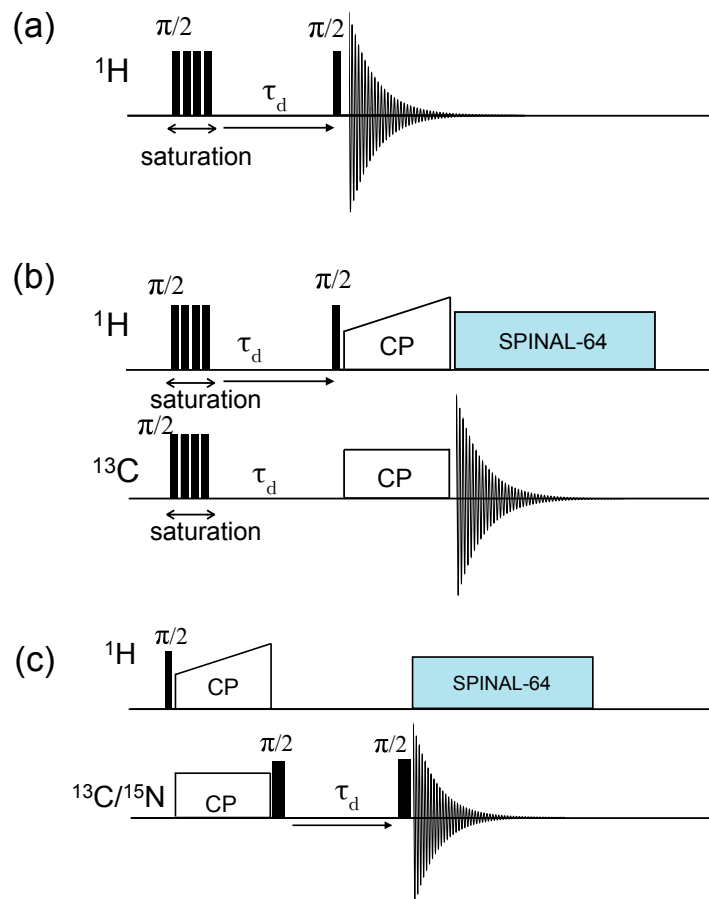 (a)
π/2 π/2
¹H
τd
saturation
(b)
π/2 π/2
¹H
τd
CP
SPINAL-64
saturation
π/2
¹³C
τd
CP
saturation
(c)
π/2
¹H
CP
SPINAL-64
π/2 π/2
¹³C/¹⁵N
CP
τd